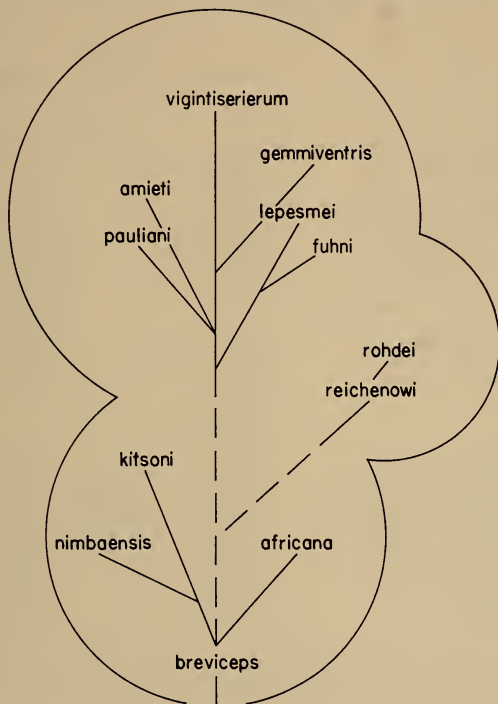 vigintiserierum
gemmiventris
amieti
lepesmei
pauliani
fuhni
rohdei
reichenowi
kitsoni
nimbaensis
africana
breviceps